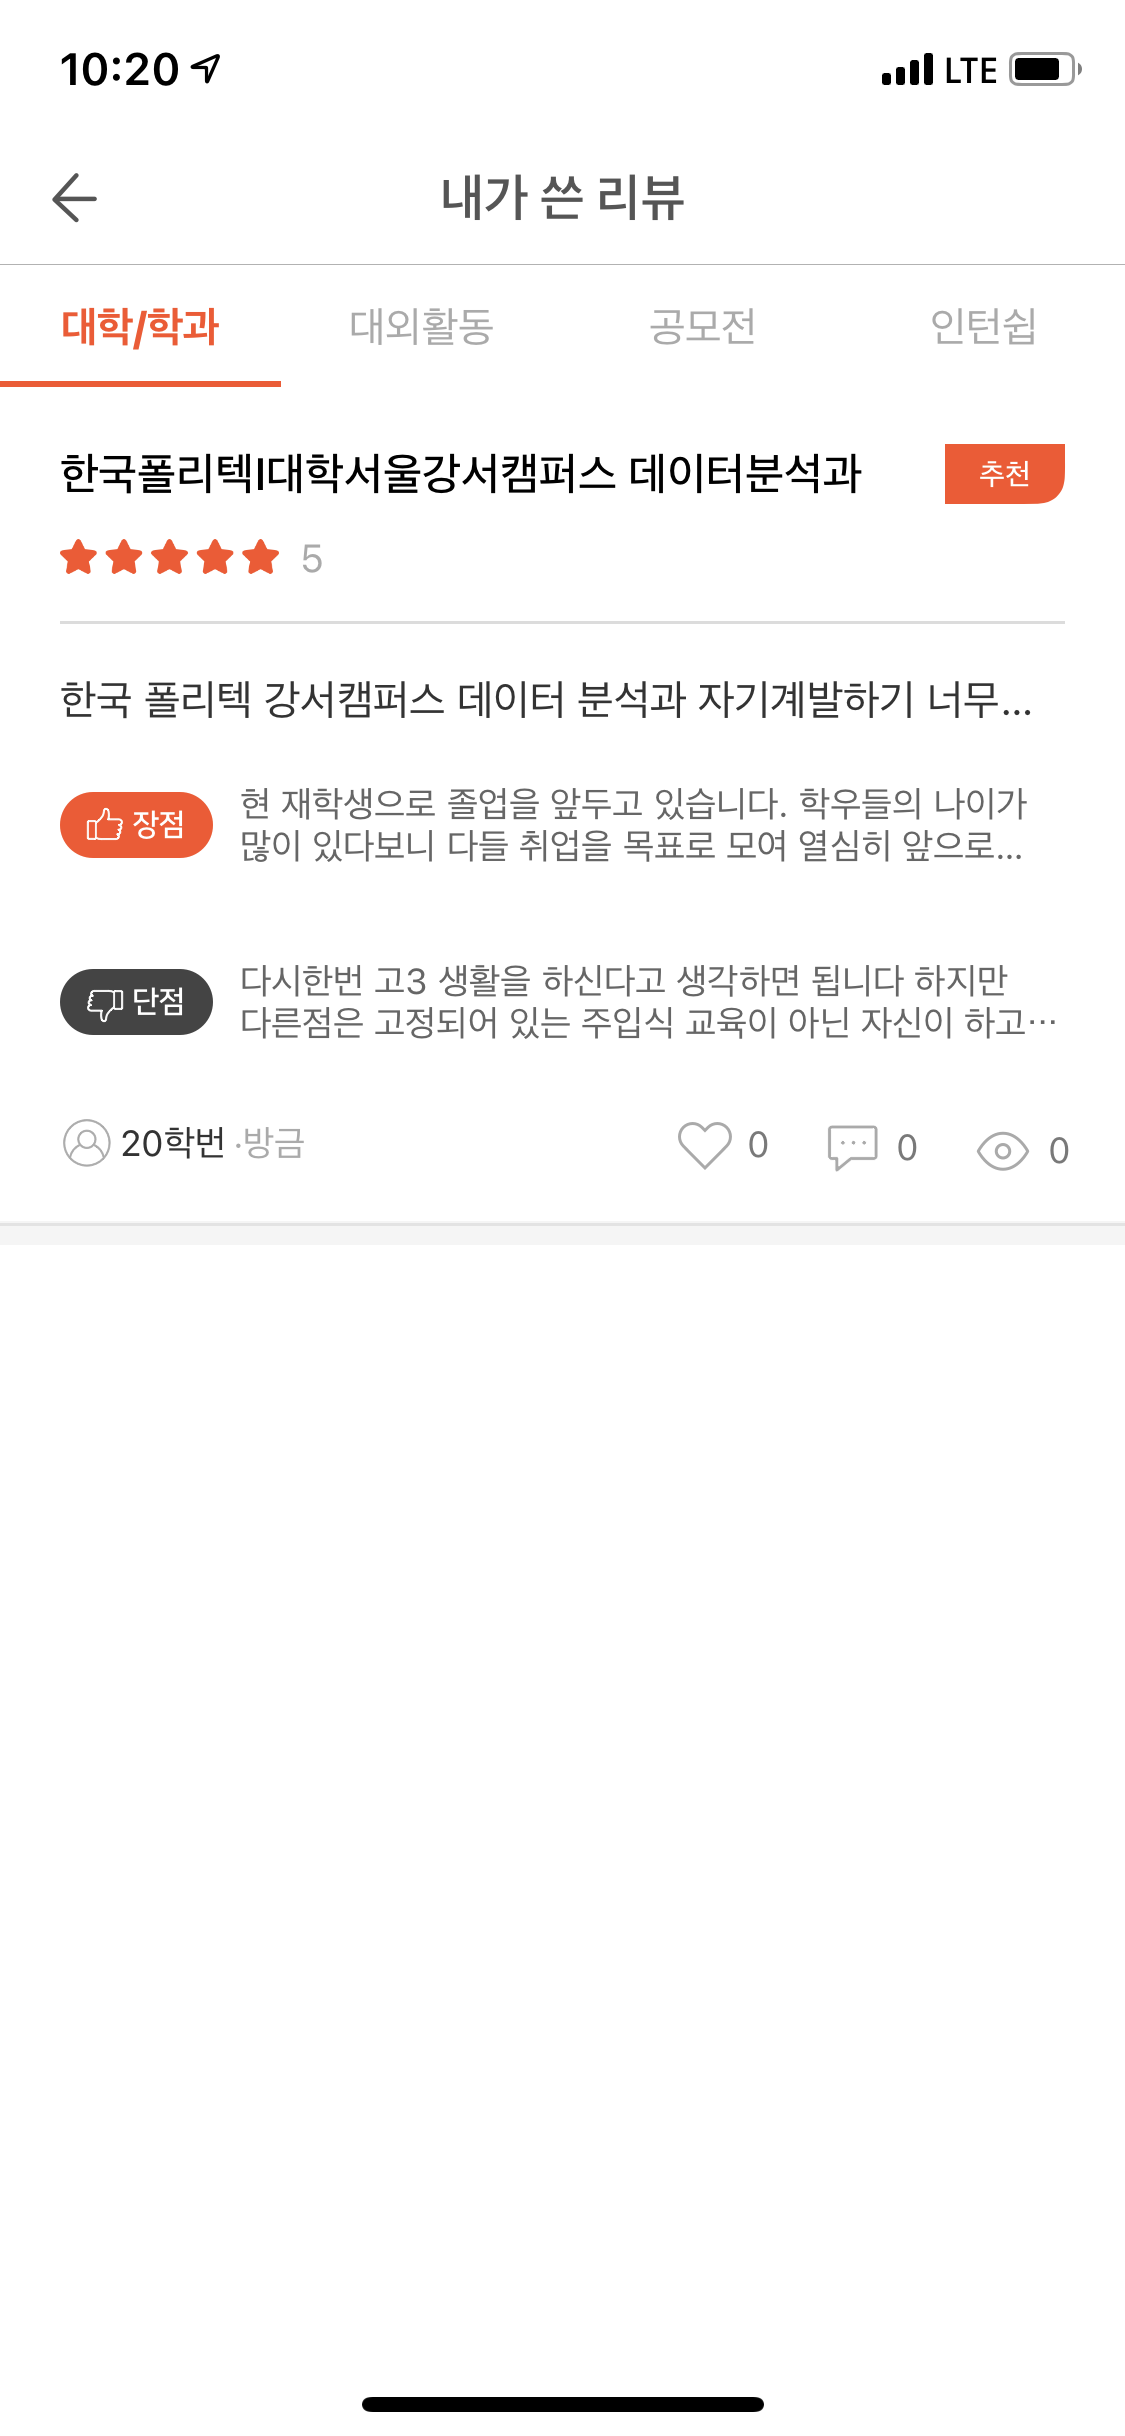 10:20 LTE
내가 쓴 리뷰
대학/학과 대외활동 공모전 인턴쉽
한국폴리텍I대학서울강서캠퍼스 데이터분석과 추천
5
한국 폴리텍 강서캠퍼스 데이터 분석과 자기계발하기 너무...
장점
현 재학생으로 졸업을 앞두고 있습니다. 학우들의 나이가
많이 있다보니 다들 취업을 목표로 모여 열심히 앞으로...
단점
다시한번 고3 생활을 하신다고 생각하면 됩니다 하지만
다른점은 고정되어 있는 주입식 교육이 아닌 자신이 하고…
20학번 ·방금 0 0 0